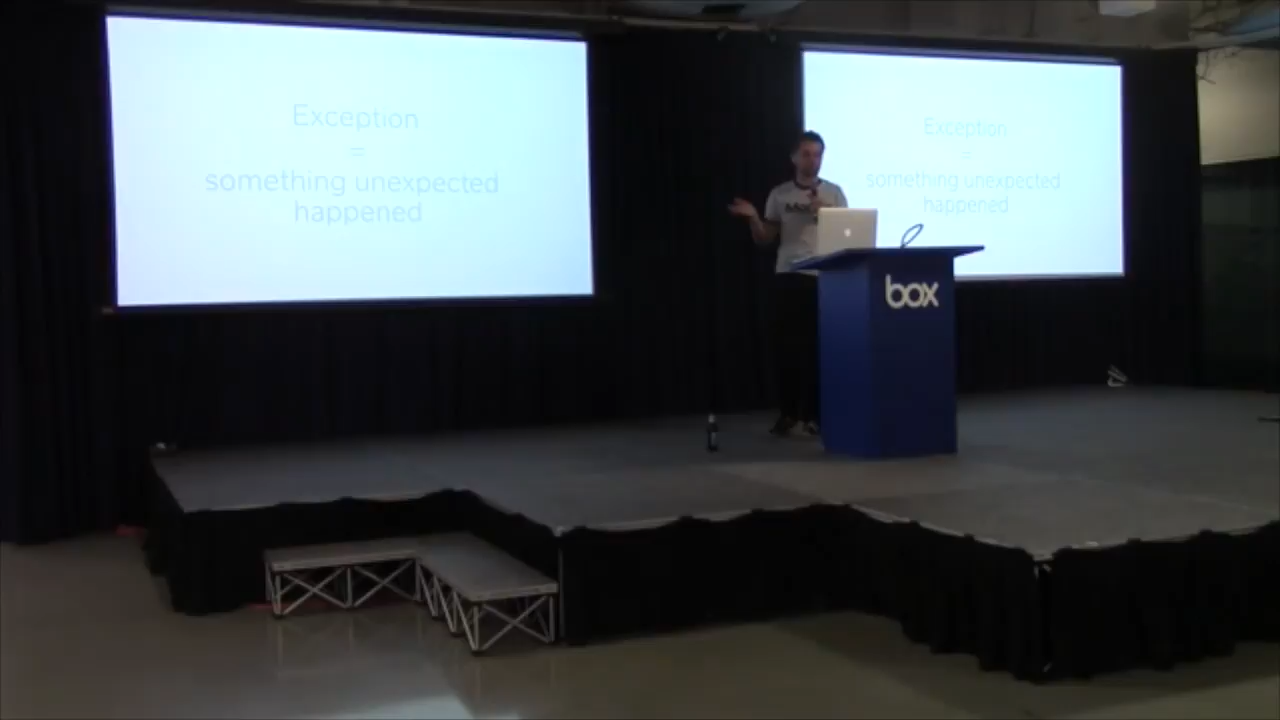 Exception
=
something unexpected
happened
Exception
=
something unexpected
happened
box